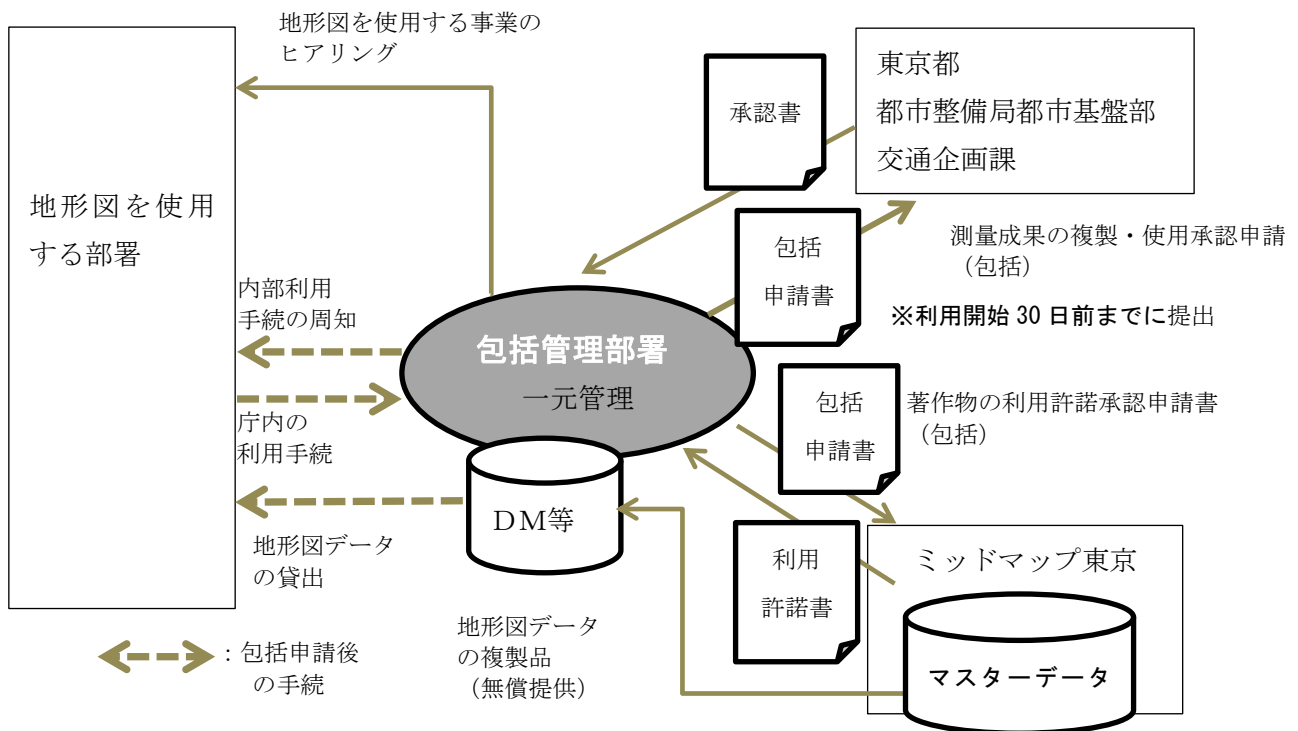 地形図を使用する事業の
ヒアリング
地形図を使用
する部署
承認書
東京都
都市整備局都市基盤部
交通企画課
包括
申請書
測量成果の複製・使用承認申請
（包括）
※利用開始 30 日前までに提出
内部利用
手続の周知
包括管理部署
一元管理
庁内の
利用手続
包括
申請書
著作物の利用許諾承認申請書
（包括）
DM等
地形図データ
の貸出
利用
許諾書
ミッドマップ東京
マスターデータ
地形図データ
の複製品
（無償提供）
：包括申請後
の手続